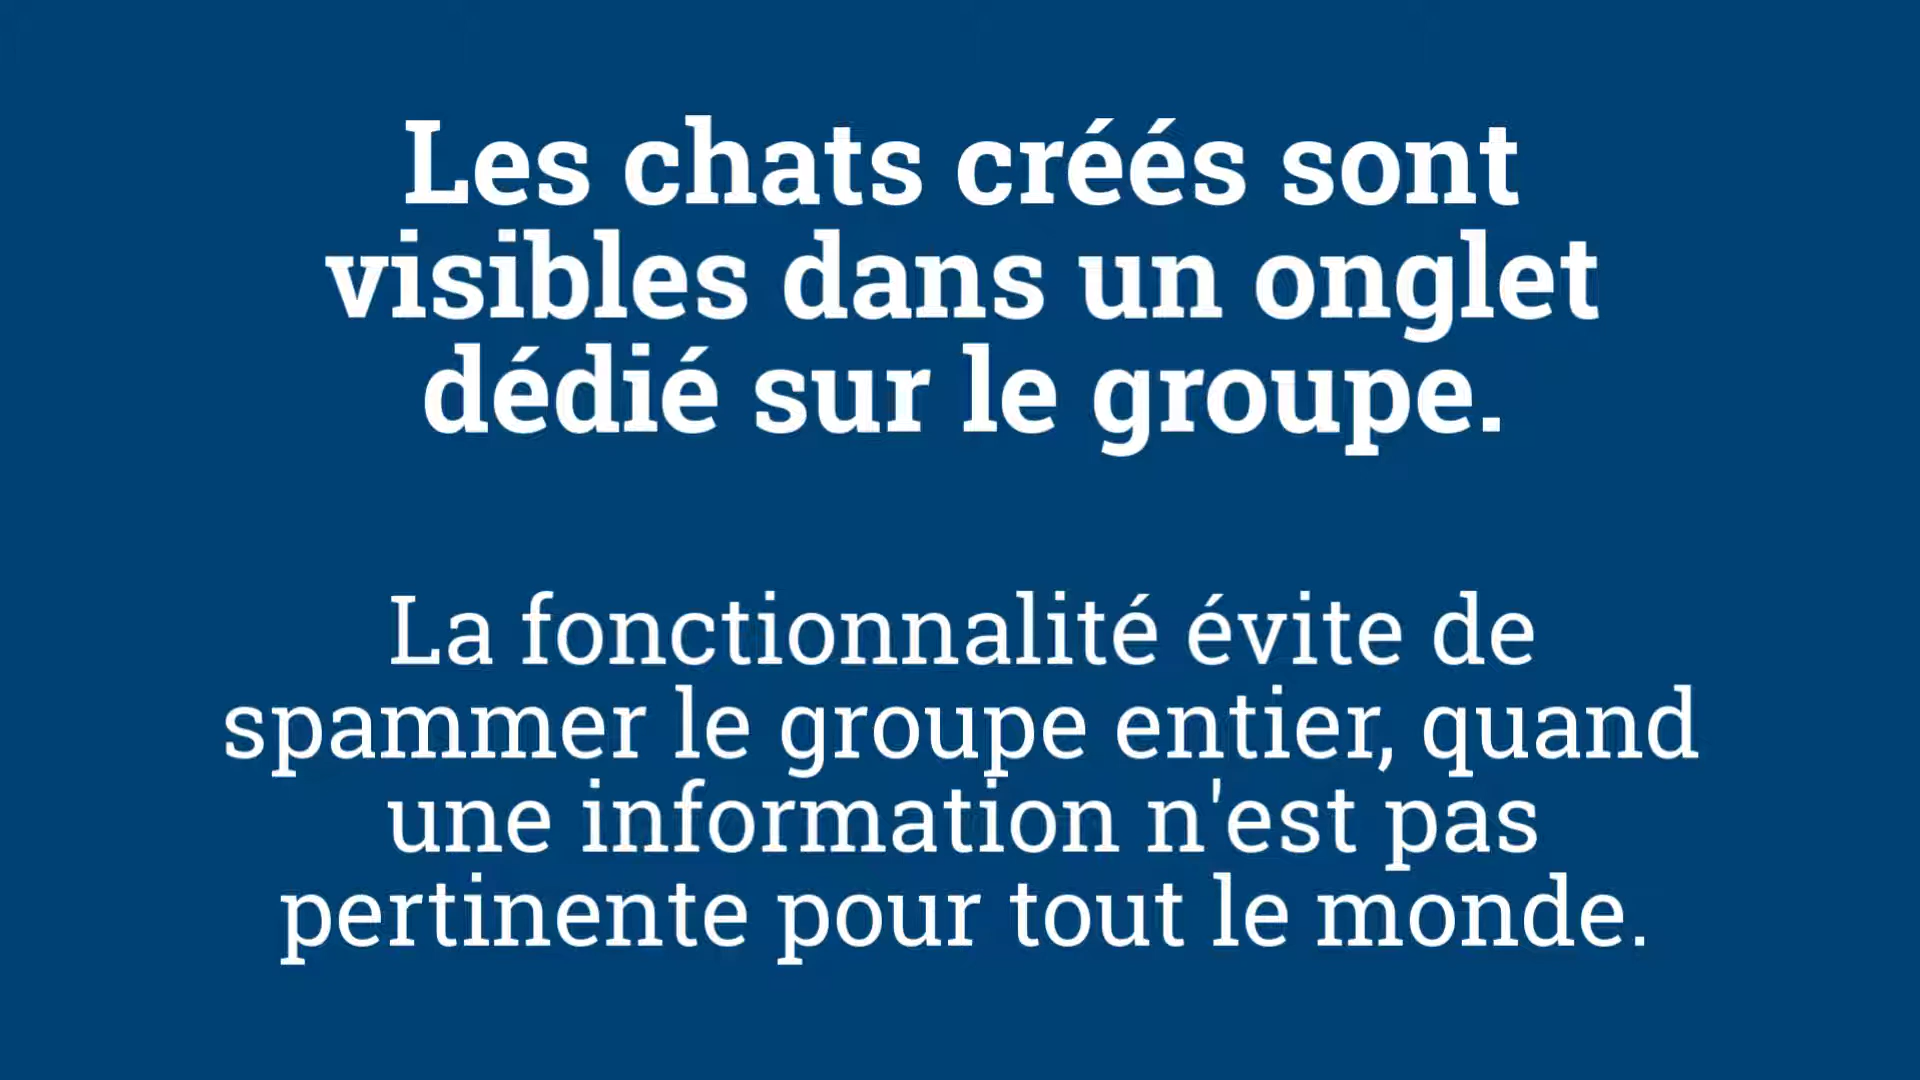 Les chats créés sont
visibles dans un onglet
dédié sur le groupe.
La fonctionnalité évite de
spammer le groupe entier, quand
une information n'est pas
pertinente pour tout le monde.